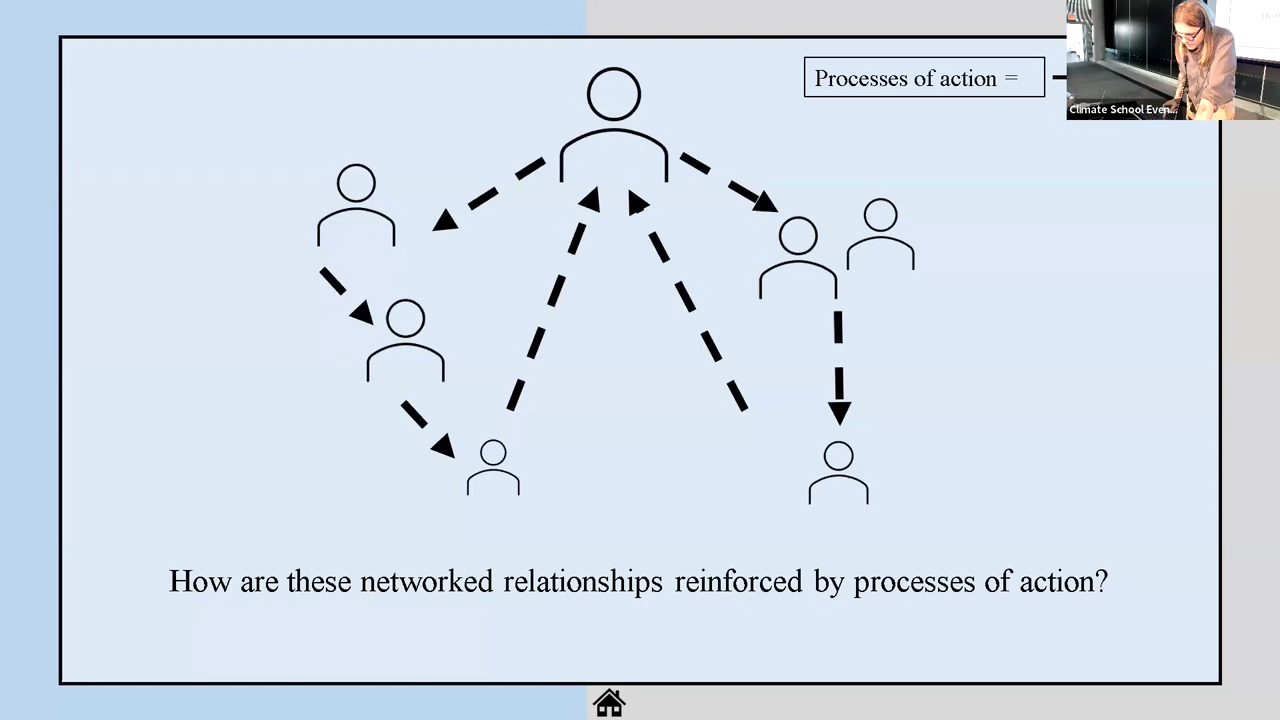 Processes of action =
Climate School Even...
How are these networked relationships reinforced by processes of action?